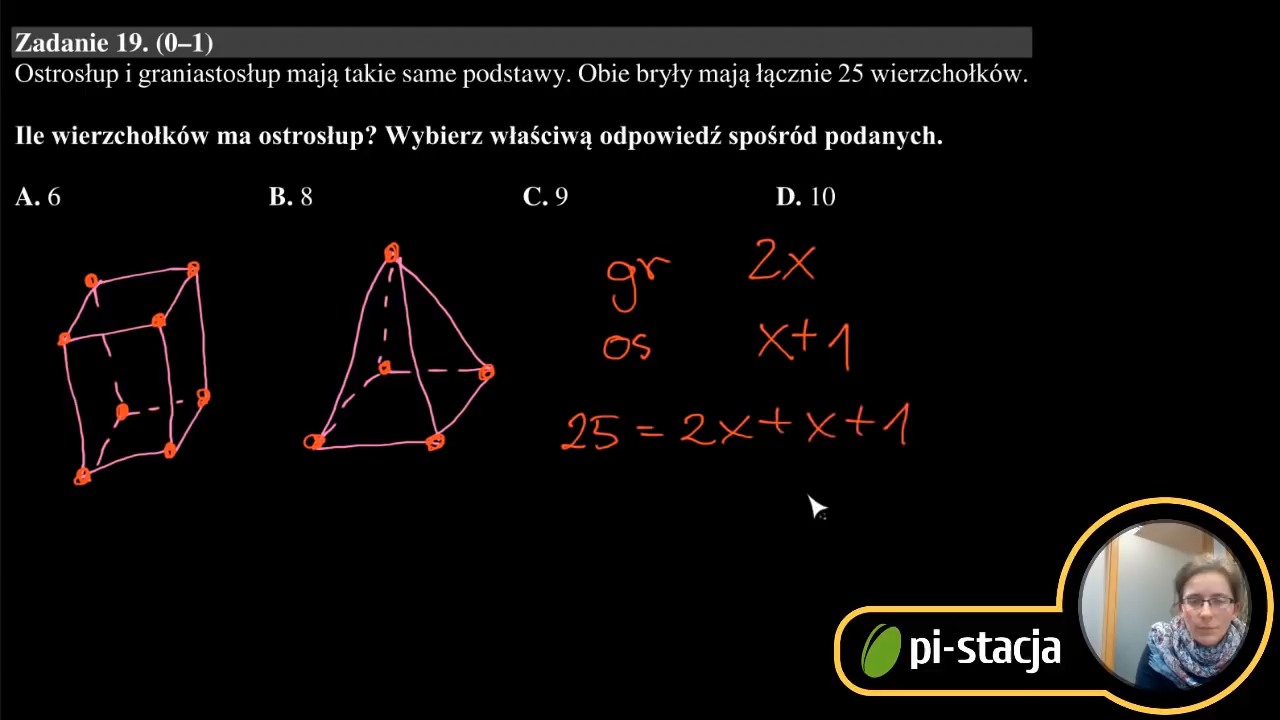 Zadanie 19. (0–1)
Ostrosłup i graniastosłup mają takie same podstawy. Obie bryły mają łącznie 25 wierzchołków.
Ile wierzchołków ma ostrosłup? Wybierz właściwą odpowiedź spośród podanych.
A. 6 B. 8 C. 9 D. 10
gr 2x
os x+1
25 = 2x + x + 1
pi-stacja